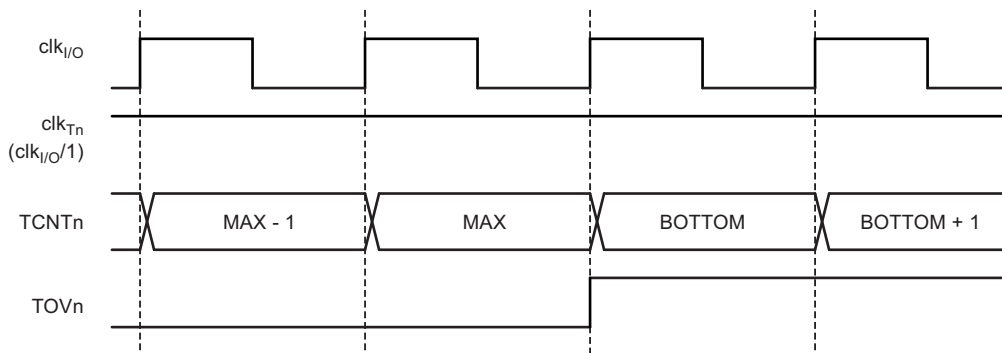 clkI/O
clkTn
(clkI/O/1)
TCNTn MAX - 1 MAX BOTTOM BOTTOM + 1
TOVn